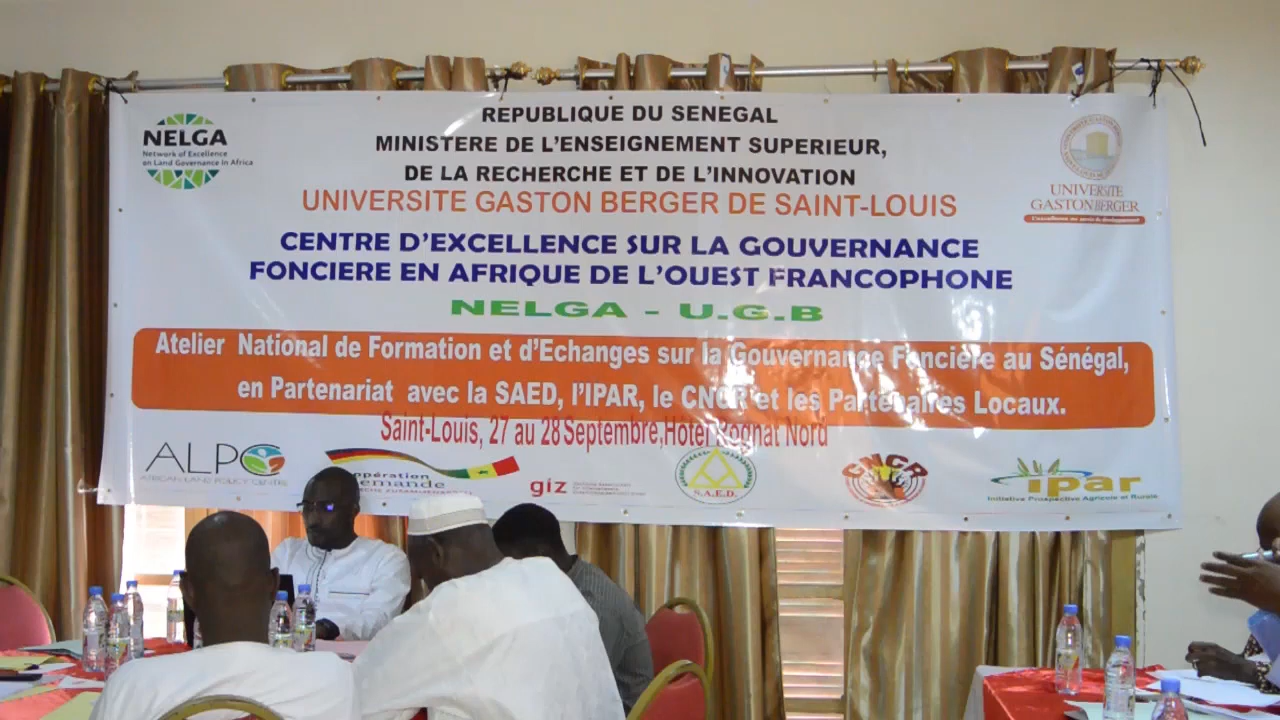 REPUBLIQUE DU SENEGAL
MINISTERE DE L'ENSEIGNEMENT SUPERIEUR,
DE LA RECHERCHE ET DE L'INNOVATION
UNIVERSITE GASTON BERGER DE SAINT-LOUIS
NELGA
Network of Excellence
on Land Governance in Africa
UNIVERSITE
GASTON BERGER
CENTRE D'EXCELLENCE SUR LA GOUVERNANCE
FONCIERE EN AFRIQUE DE L'OUEST FRANCOPHONE
NELGA - U.G.B
Atelier National de Formation et d'Echanges sur la Gouvernance Foncière au Sénégal,
en Partenariat avec la SAED, l'IPAR, le CNCR et les Partenaires Locaux.
Saint-Louis, 27 au 28 Septembre, Hôtel Pognat Nord
ALPC
AFRICAN LAND POLICY CENTRE
giz
S.A.E.D.
CNCR
ipar
Initiative Prospective Agricole et Rurale